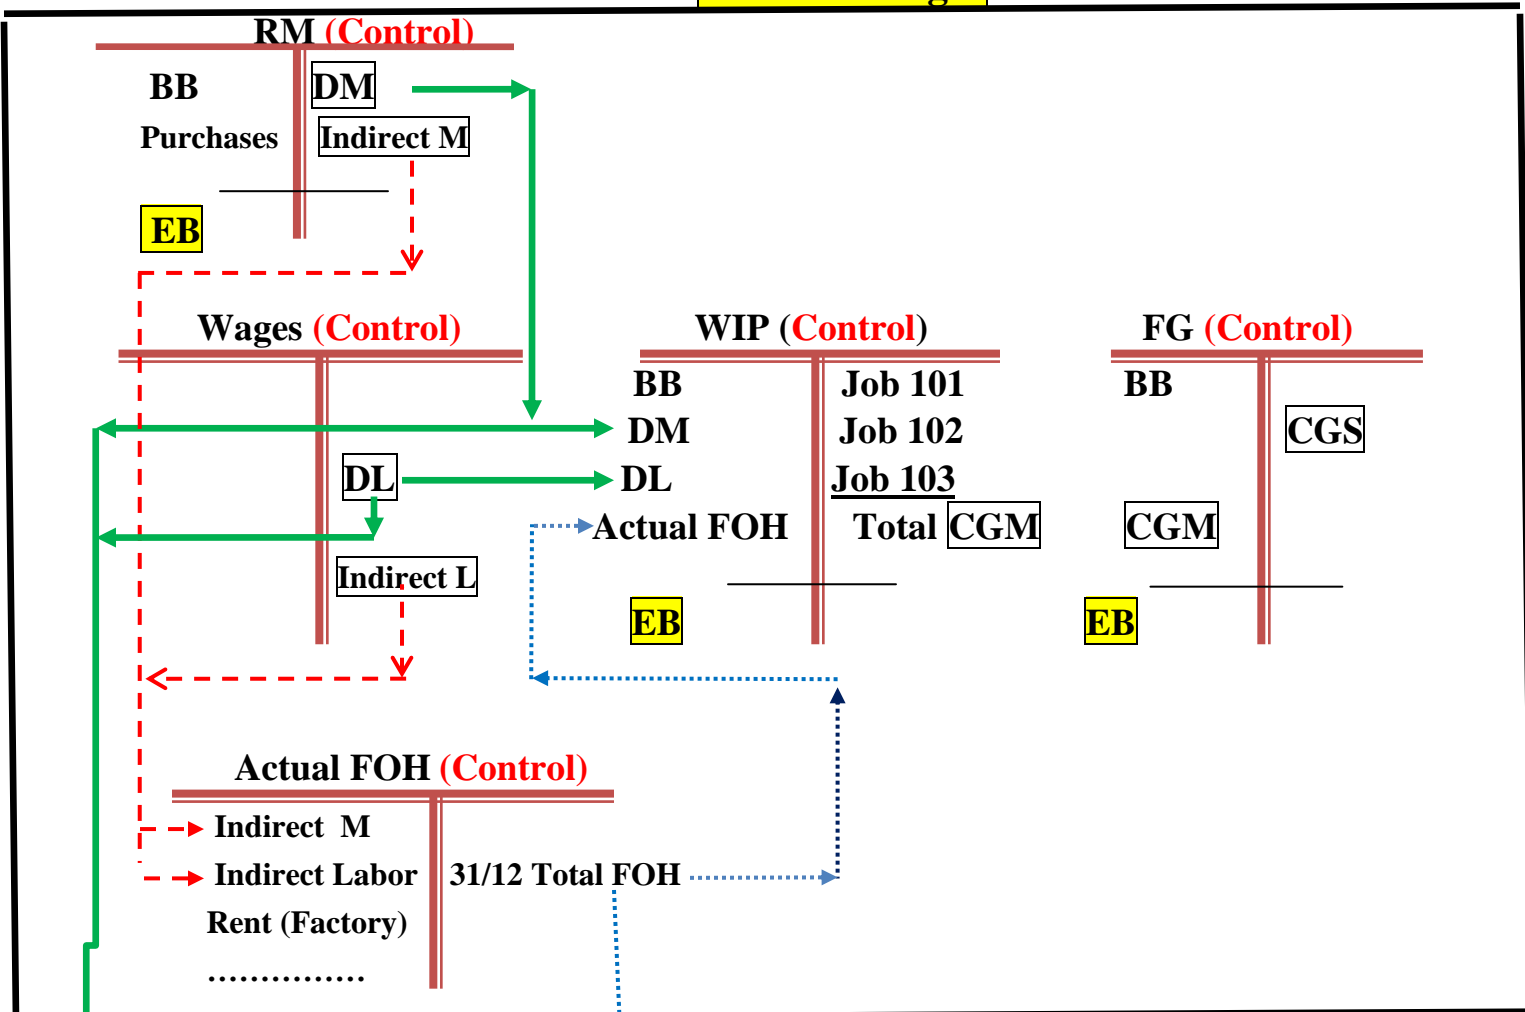 RM (Control)
BB DM
Purchases Indirect M
EB
Wages (Control) WIP (Control) FG (Control)
BB Job 101 BB
DM Job 102 CGS
DL DL Job 103
Actual FOH Total CGM CGM
Indirect L
EB EB
Actual FOH (Control)
Indirect M
Indirect Labor 31/12 Total FOH
Rent (Factory)
...............